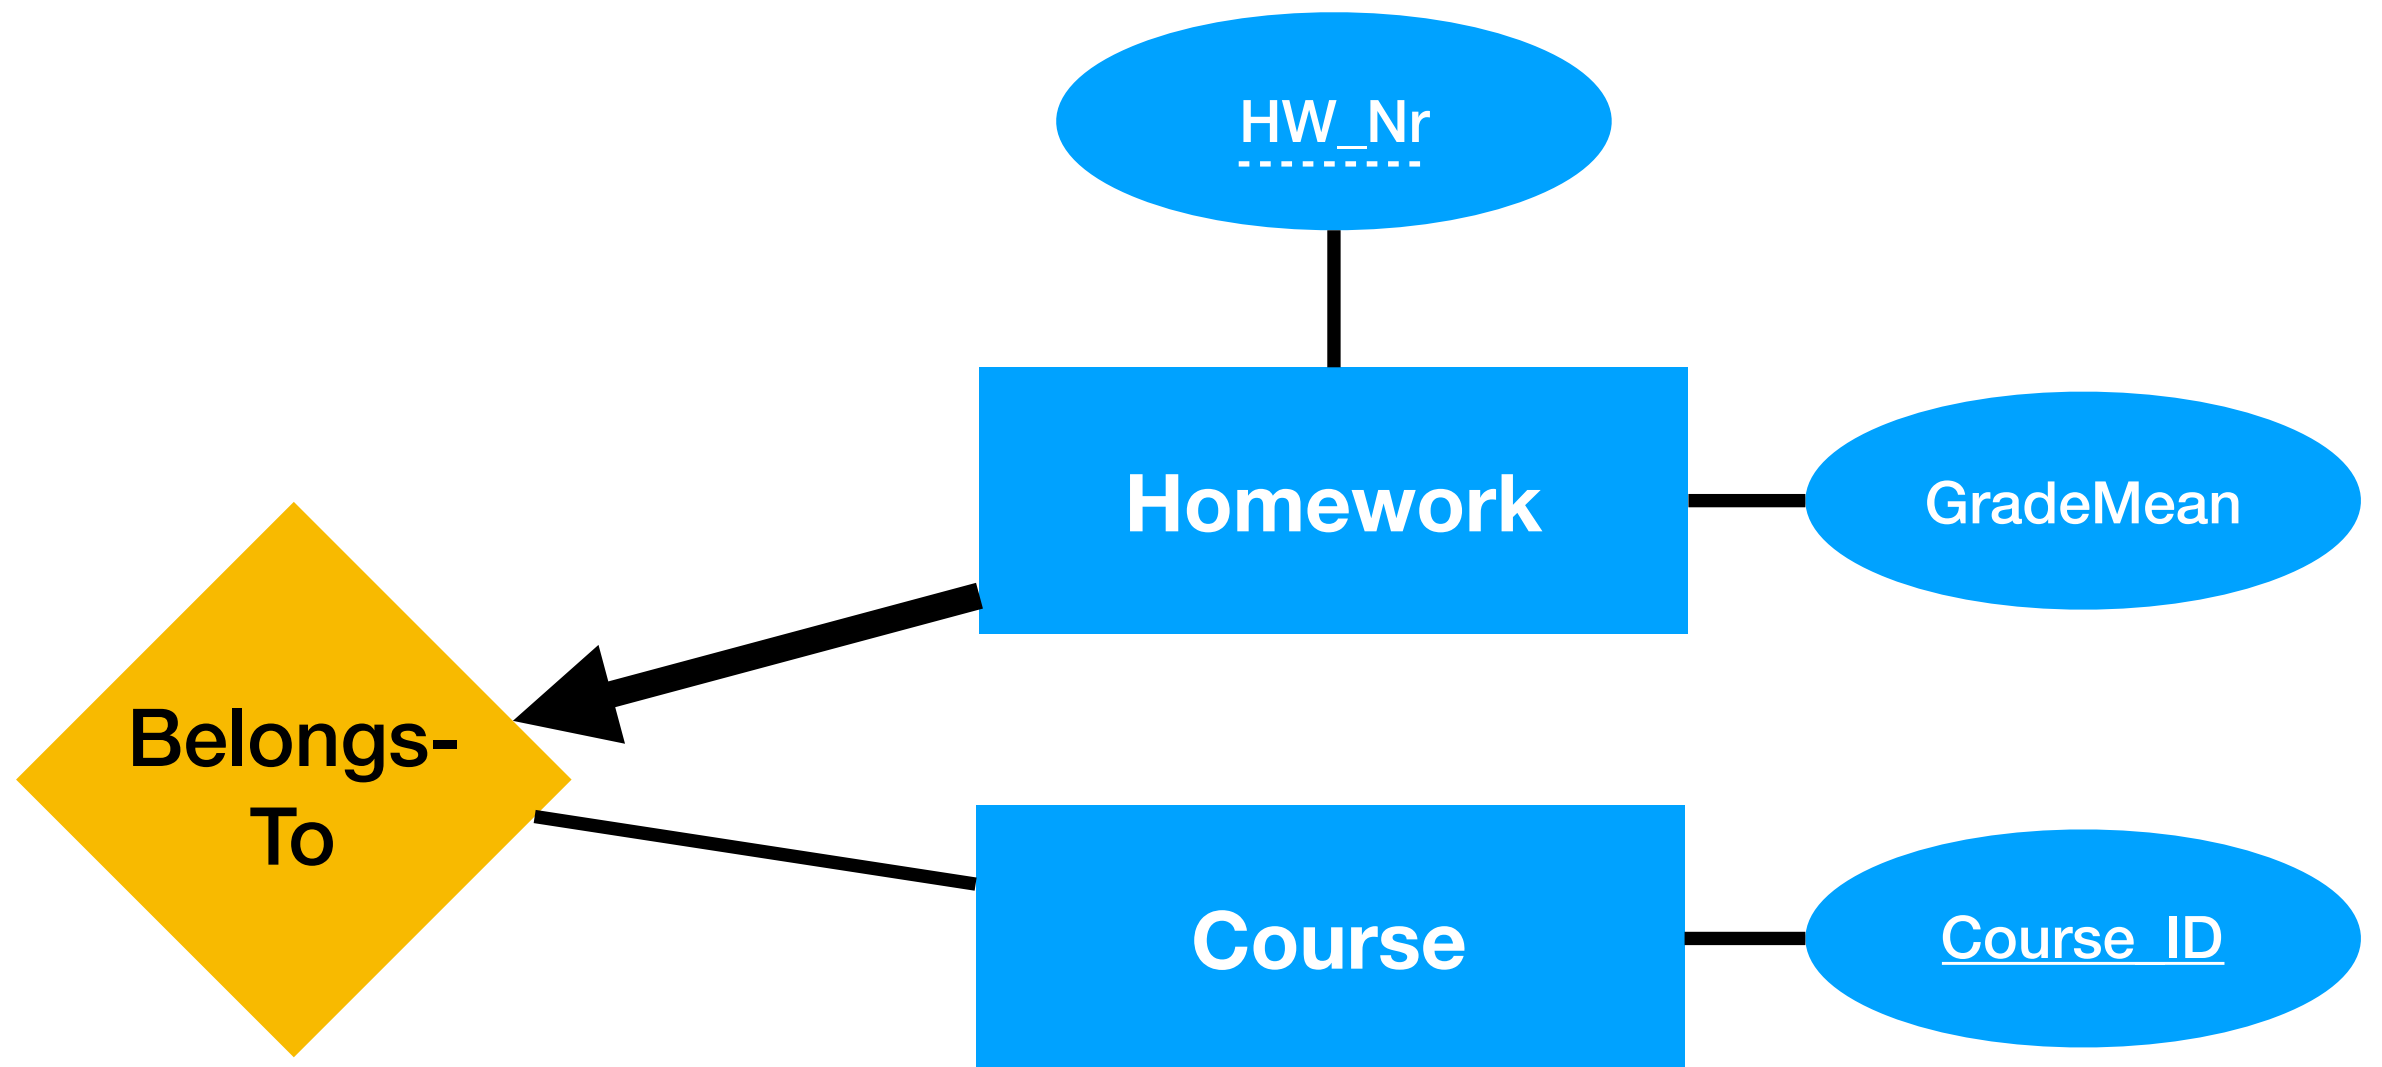 HW_Nr
Homework
GradeMean
Belongs-
To
Course
Course_ID